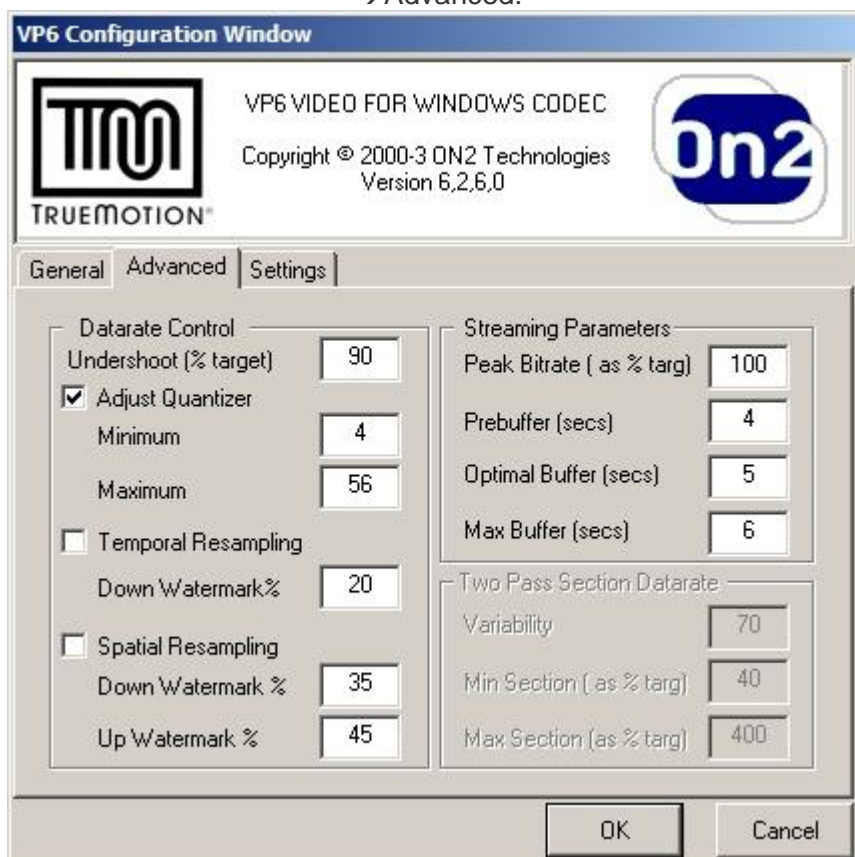 →Advanced.
VP6 Configuration Window
TM
TRUEMOTION®
VP6 VIDEO FOR WINDOWS CODEC
Copyright © 2000-3 ON2 Technologies
Version 6,2,6,0
On2
General Advanced Settings
Datarate Control
Undershoot (% target) 90
Adjust Quantizer
Minimum 4
Maximum 56
Temporal Resampling
Down Watermark% 20
Spatial Resampling
Down Watermark % 35
Up Watermark % 45
Streaming Parameters
Peak Bitrate ( as % targ) 100
Prebuffer (secs) 4
Optimal Buffer (secs) 5
Max Buffer (secs) 6
Two Pass Section Datarate
Variability 70
Min Section ( as % targ) 40
Max Section (as % targ) 400
OK Cancel